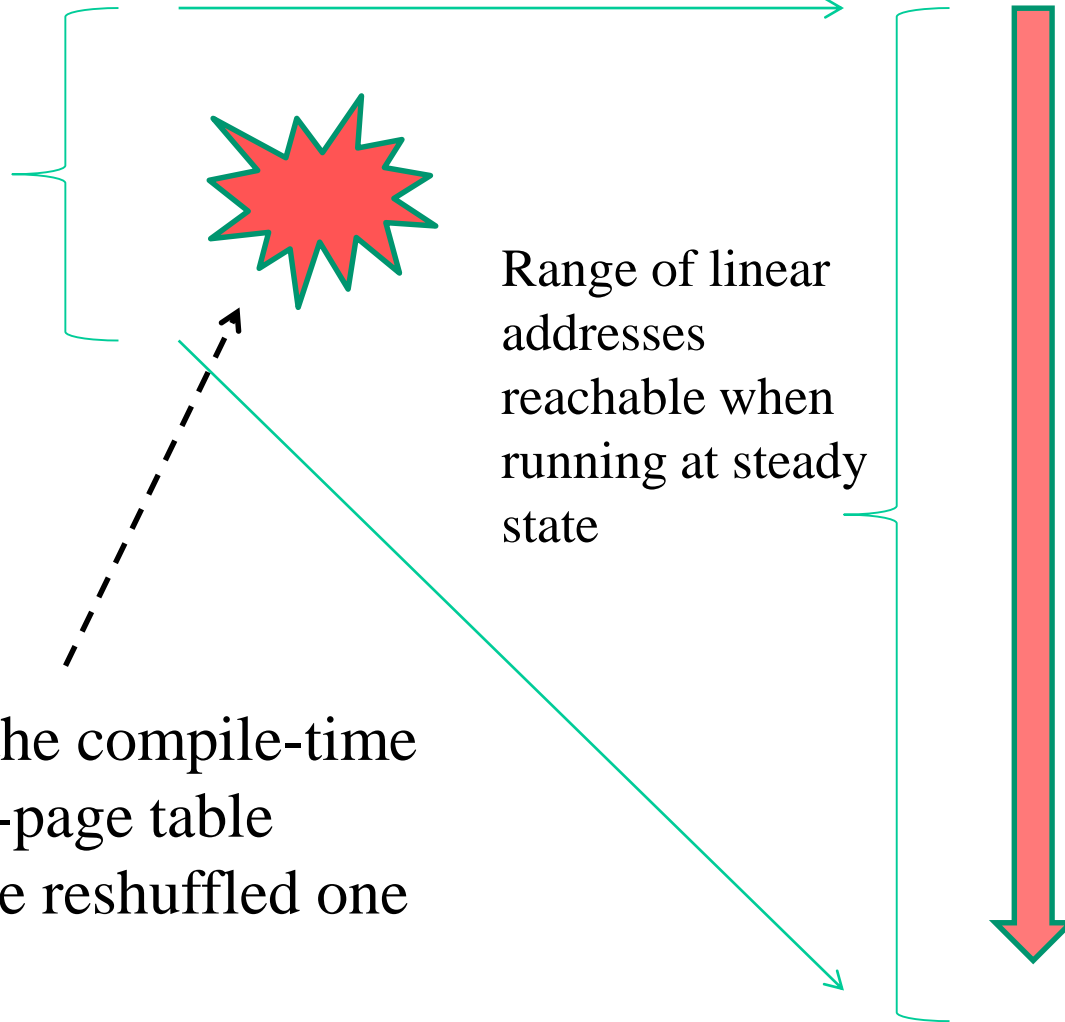 Range of linear
addresses
reachable when
running at steady
state
he compile-time
-page table
e reshuffled one